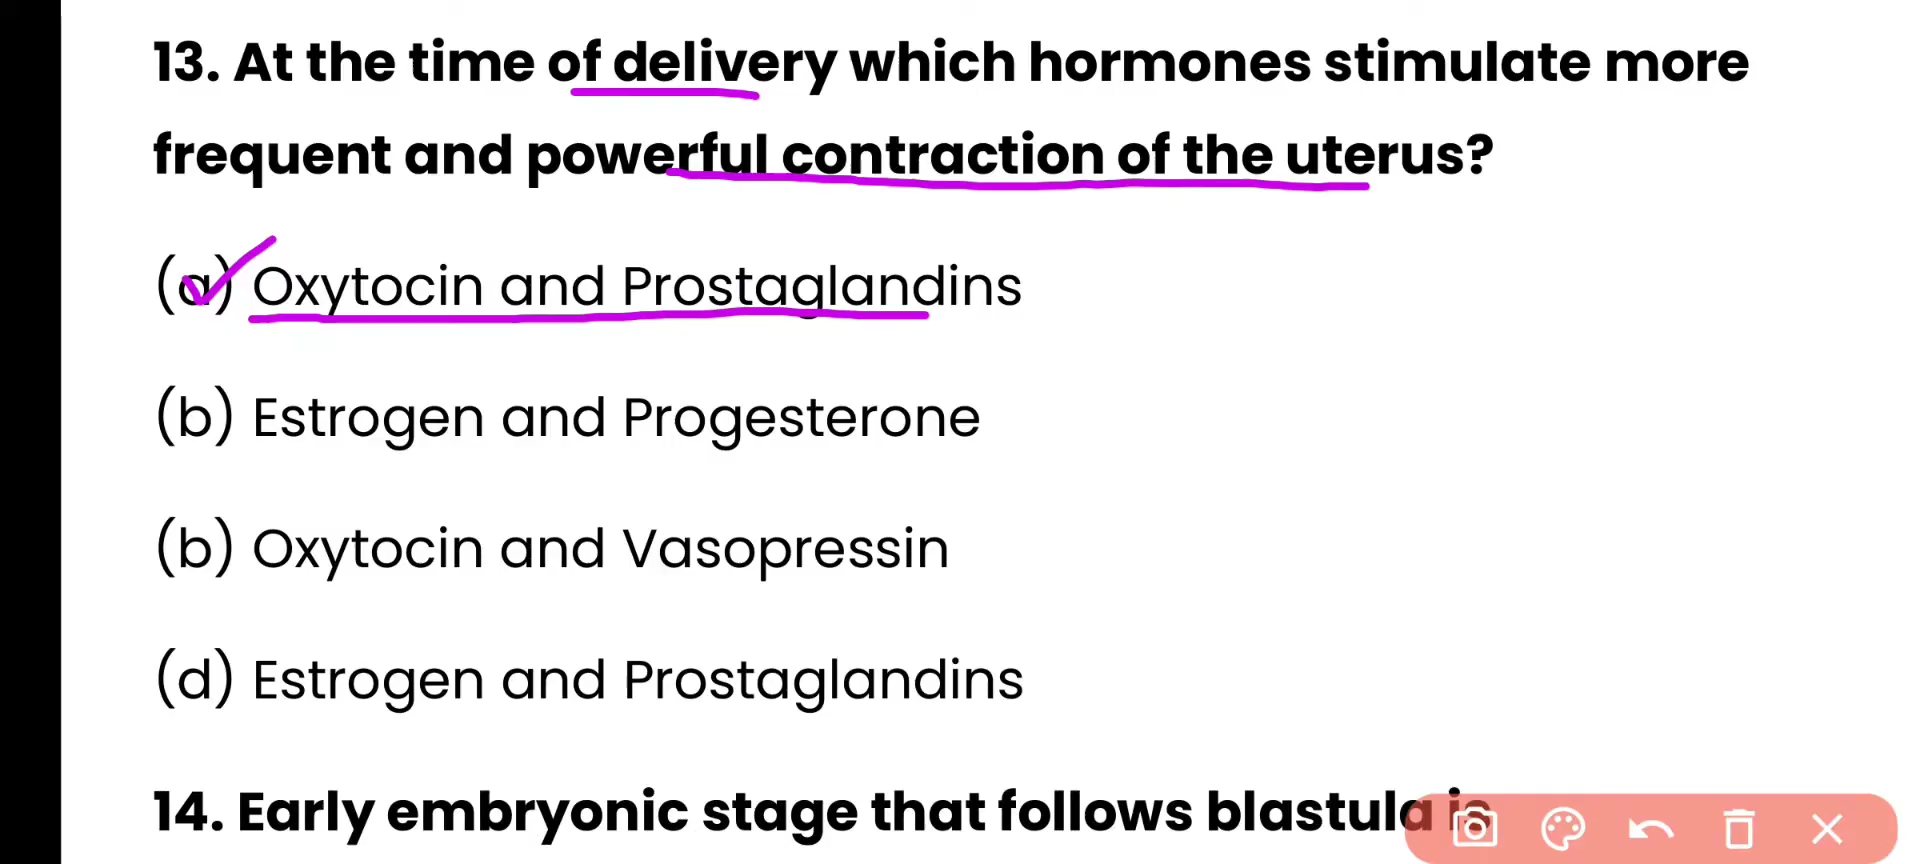 13. At the time of delivery which hormones stimulate more
frequent and powerful contraction of the uterus?
(a) Oxytocin and Prostaglandins
(b) Estrogen and Progesterone
(b) Oxytocin and Vasopressin
(d) Estrogen and Prostaglandins
14. Early embryonic stage that follows blastula is